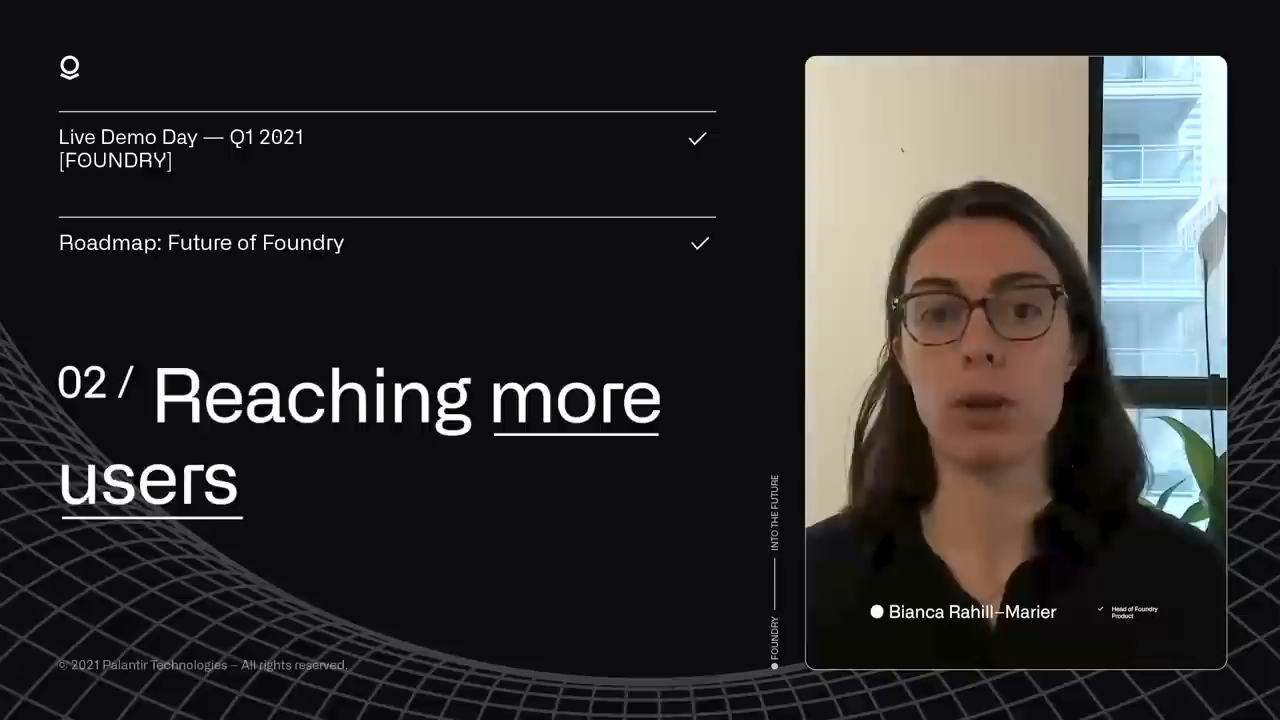 Live Demo Day — Q1 2021
[FOUNDRY]
Roadmap: Future of Foundry
02 / Reaching more
users
© 2021 Palantir Technologies – All rights reserved.
FOUNDRY
INTO THE FUTURE
Bianca Rahill–Marier
Head of Foundry
Product